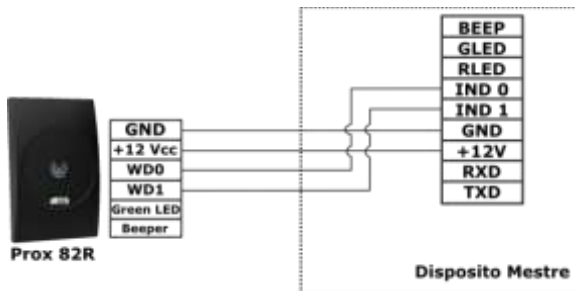 BEEP
GLED
RLED
IND 0
IND 1
GND
+12V
RXD
TXD
GND
+12 Vcc
WD0
WD1
Green LED
Beeper
Prox 82R
Disposito Mestre